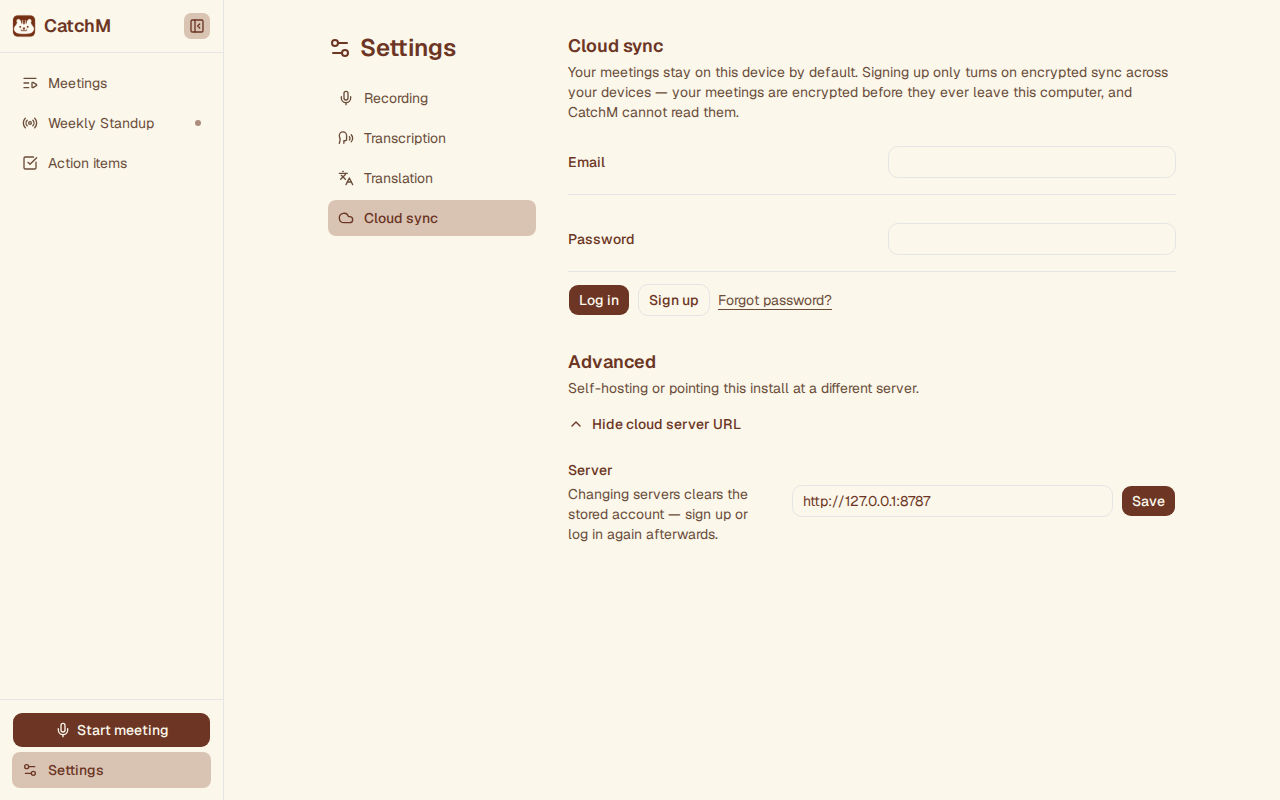 CatchM
Meetings
Weekly Standup
Action items
Start meeting
Settings
Settings
Recording
Transcription
Translation
Cloud sync
Cloud sync
Your meetings stay on this device by default. Signing up only turns on encrypted sync across
your devices — your meetings are encrypted before they ever leave this computer, and
CatchM cannot read them.
Email
Password
Log in
Sign up
Forgot password?
Advanced
Self-hosting or pointing this install at a different server.
Hide cloud server URL
Server
Changing servers clears the
stored account — sign up or
log in again afterwards.
http://127.0.0.1:8787
Save